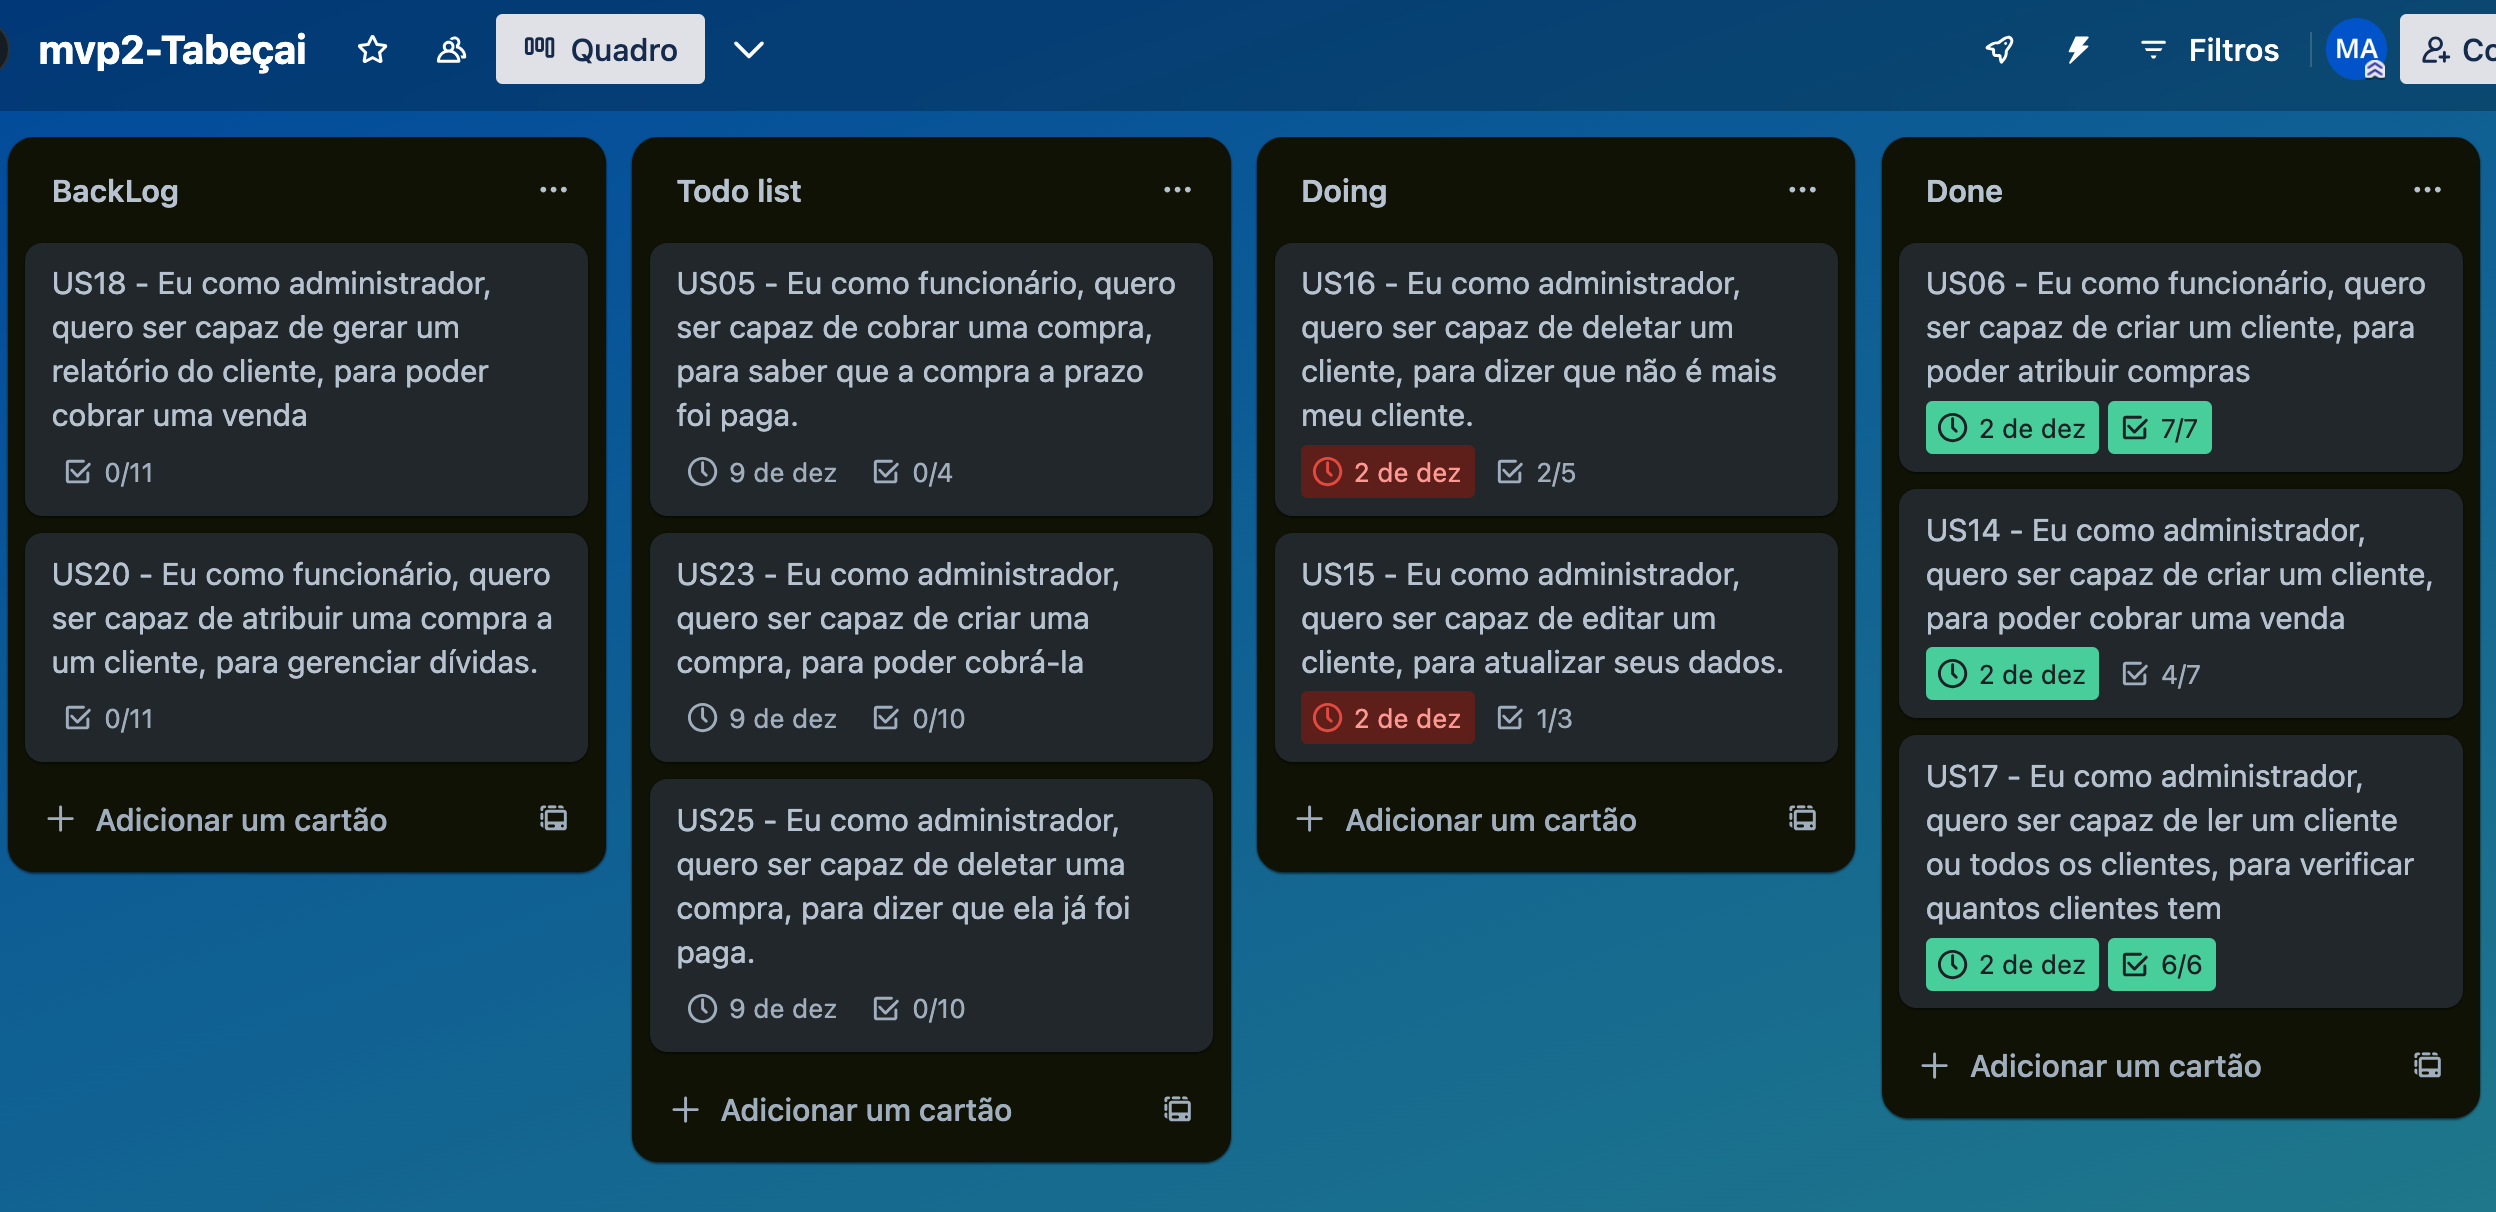 mvp2-Tabeçai
Quadro
Filtros
MA
BackLog
US18 - Eu como administrador,
quero ser capaz de gerar um
relatório do cliente, para poder
cobrar uma venda
0/11
US20 - Eu como funcionário, quero
ser capaz de atribuir uma compra a
um cliente, para gerenciar dívidas.
0/11
Adicionar um cartão
Todo list
US05 - Eu como funcionário, quero
ser capaz de cobrar uma compra,
para saber que a compra a prazo
foi paga.
9 de dez 0/4
US23 - Eu como administrador,
quero ser capaz de criar uma
compra, para poder cobrá-la
9 de dez 0/10
US25 - Eu como administrador,
quero ser capaz de deletar uma
compra, para dizer que ela já foi
paga.
9 de dez 0/10
Adicionar um cartão
Doing
US16 - Eu como administrador,
quero ser capaz de deletar um
cliente, para dizer que não é mais
meu cliente.
2 de dez 2/5
US15 - Eu como administrador,
quero ser capaz de editar um
cliente, para atualizar seus dados.
2 de dez 1/3
Adicionar um cartão
Done
US06 - Eu como funcionário, quero
ser capaz de criar um cliente, para
poder atribuir compras
2 de dez 7/7
US14 - Eu como administrador,
quero ser capaz de criar um cliente,
para poder cobrar uma venda
2 de dez 4/7
US17 - Eu como administrador,
quero ser capaz de ler um cliente
ou todos os clientes, para verificar
quantos clientes tem
2 de dez 6/6
Adicionar um cartão